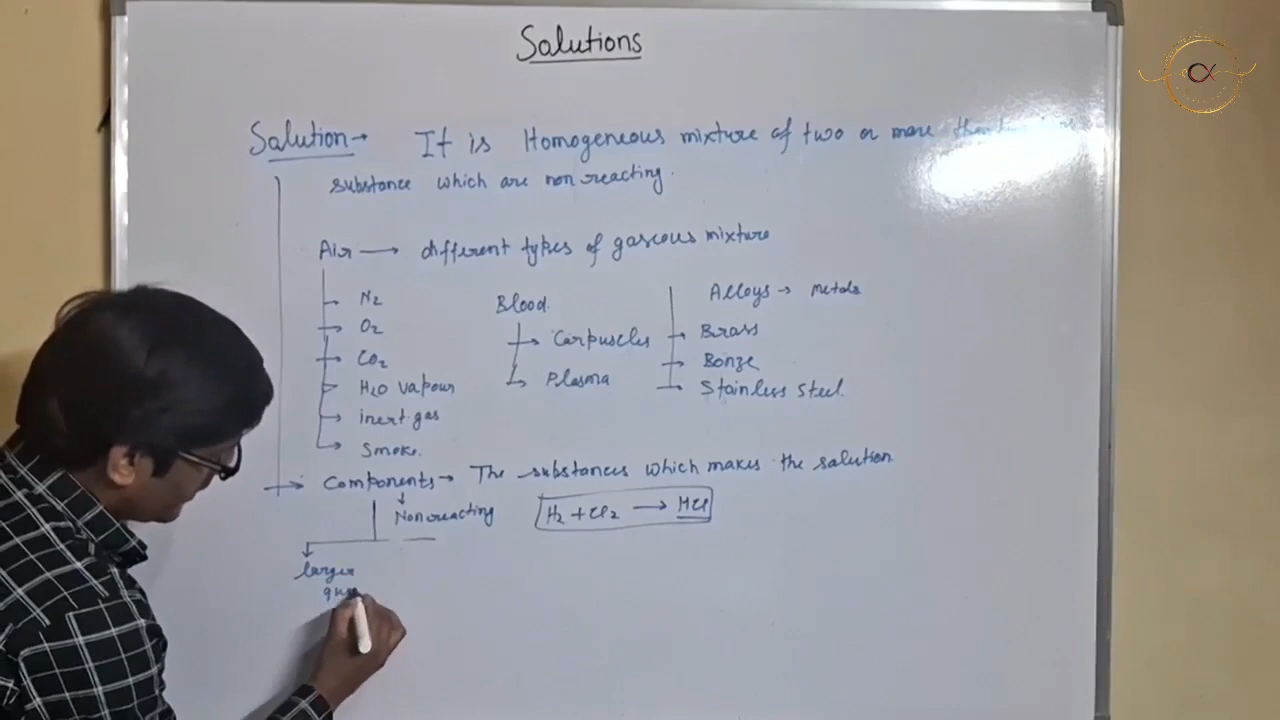 Solutions
Solution → It is Homogeneous mixture of two or more than
substance which are non reacting.
Air → different types of gaseous mixture
N₂
O₂
CO₂
H₂O vapour
inert gas
Smoke.
Blood.
Carpuscles
Plasma
Alloys → Metals
Brass
Bonze
Stainless steel.
Components → The substances which makes the solution
Non reacting
H₂ + Cl₂ → HCl
larger